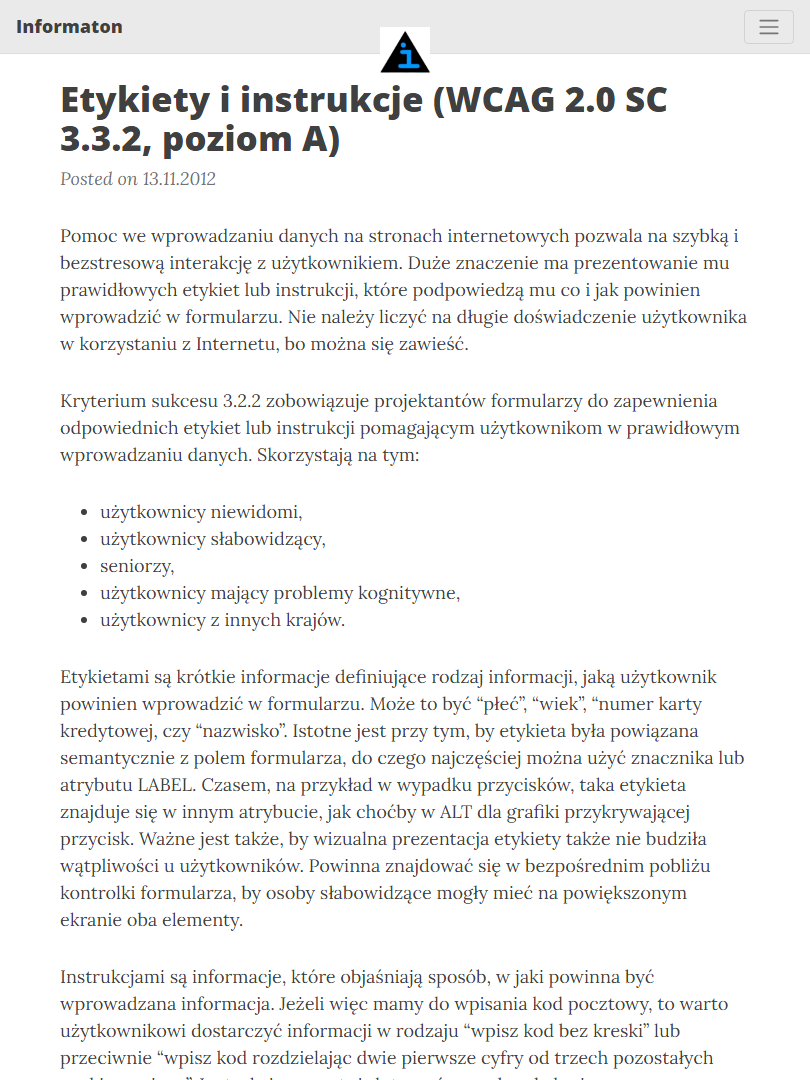 Informaton
Etykiety i instrukcje (WCAG 2.0 SC
3.3.2, poziom A)
Posted on 13.11.2012
Pomoc we wprowadzaniu danych na stronach internetowych pozwala na szybką i
bezstresową interakcję z użytkownikiem. Duże znaczenie ma prezentowanie mu
prawidłowych etykiet lub instrukcji, które podpowiedzą mu co i jak powinien
wprowadzić w formularzu. Nie należy liczyć na długie doświadczenie użytkownika
w korzystaniu z Internetu, bo można się zawieść.
Kryterium sukcesu 3.2.2 zobowiązuje projektantów formularzy do zapewnienia
odpowiednich etykiet lub instrukcji pomagającym użytkownikom w prawidłowym
wprowadzaniu danych. Skorzystają na tym:
• użytkownicy niewidomi,
• użytkownicy słabowidzący,
• seniorzy,
• użytkownicy mający problemy kognitywne,
• użytkownicy z innych krajów.
Etykietami są krótkie informacje definiujące rodzaj informacji, jaką użytkownik
powinien wprowadzić w formularzu. Może to być “płeć”, “wiek”, “numer karty
kredytowej, czy “nazwisko”. Istotne jest przy tym, by etykieta była powiązana
semantycznie z polem formularza, do czego najczęściej można użyć znacznika lub
atrybutu LABEL. Czasem, na przykład w wypadku przycisków, taka etykieta
znajduje się w innym atrybucie, jak choćby w ALT dla grafiki przykrywającej
przycisk. Ważne jest także, by wizualna prezentacja etykiety także nie budziła
wątpliwości u użytkowników. Powinna znajdować się w bezpośrednim pobliżu
kontrolki formularza, by osoby słabowidzące mogły mieć na powiększonym
ekranie oba elementy.
Instrukcjami są informacje, które objaśniają sposób, w jaki powinna być
wprowadzana informacja. Jeżeli więc mamy do wpisania kod pocztowy, to warto
użytkownikowi dostarczyć informacji w rodzaju “wpisz kod bez kreski” lub
przeciwnie “wpisz kod rozdzielając dwie pierwsze cyfry od trzech pozostałych